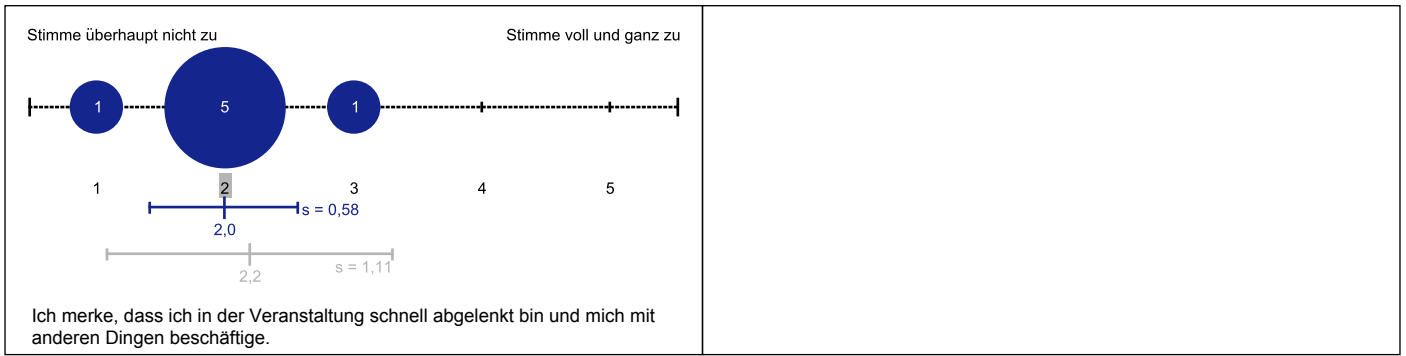 Stimme überhaupt nicht zu Stimme voll und ganz zu
1 5 1
1 2 3 4 5
s = 0,58
2,0
s = 1,11
2,2
Ich merke, dass ich in der Veranstaltung schnell abgelenkt bin und mich mit
anderen Dingen beschäftige.